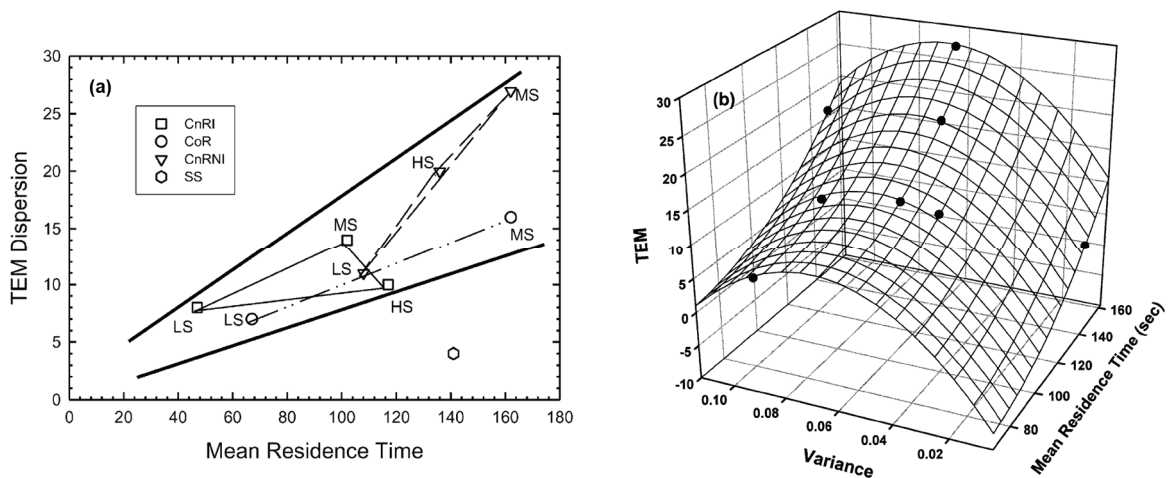 (a)
30
25
20
15
10
5
0
TEM Dispersion
CnRI
CoR
CnRNI
SS
MS
HS
MS
MS
LS
HS
LS
LS
0 20 40 60 80 100 120 140 160 180
Mean Residence Time
(b)
30
25
20
15
10
5
0
-5
-10
TEM
0.10 0.08 0.06 0.04 0.02
Variance
160
140
120
100
80
Mean Residence Time (sec)